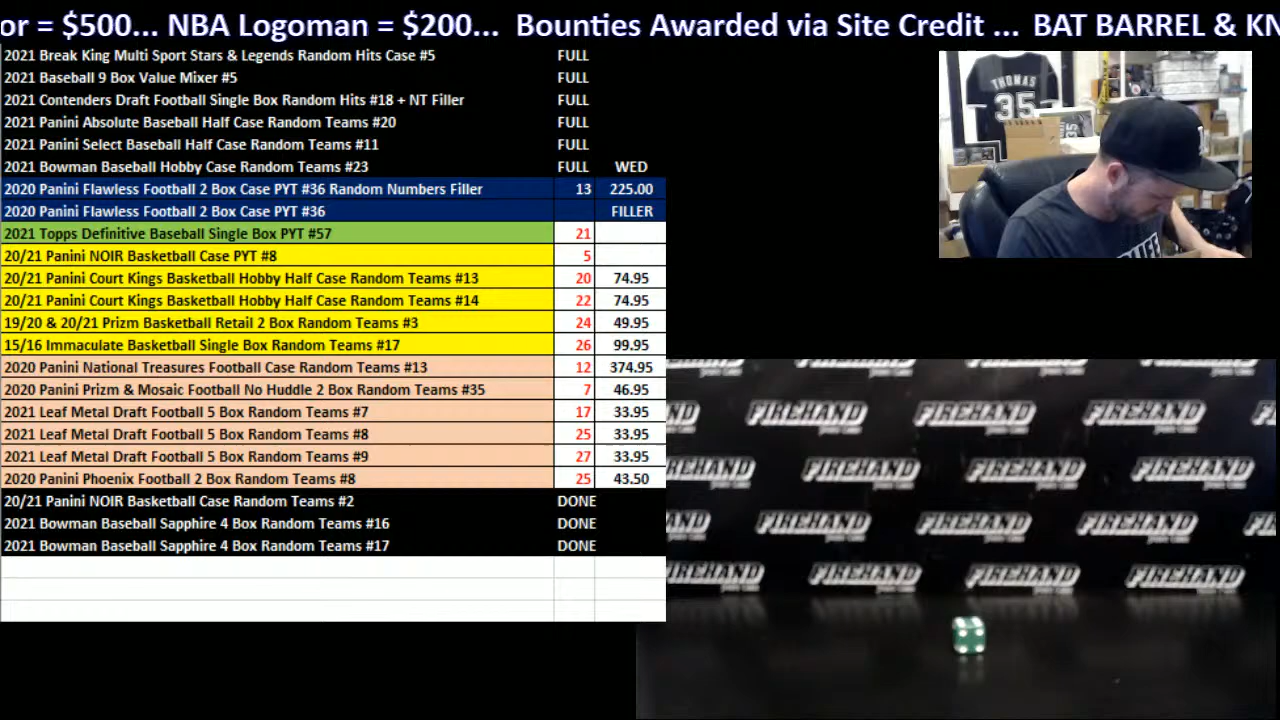 or = $500... NBA Logoman = $200... Bounties Awarded via Site Credit ... BAT BARREL & KN
2021 Break King Multi Sport Stars & Legends Random Hits Case #5 FULL
2021 Baseball 9 Box Value Mixer #5 FULL
2021 Contenders Draft Football Single Box Random Hits #18 + NT Filler FULL
2021 Panini Absolute Baseball Half Case Random Teams #20 FULL
2021 Panini Select Baseball Half Case Random Teams #11 FULL
2021 Bowman Baseball Hobby Case Random Teams #23 FULL WED
2020 Panini Flawless Football 2 Box Case PYT #36 Random Numbers Filler 13 225.00
2020 Panini Flawless Football 2 Box Case PYT #36 FILLER
2021 Topps Definitive Baseball Single Box PYT #57 21
20/21 Panini NOIR Basketball Case PYT #8 5
20/21 Panini Court Kings Basketball Hobby Half Case Random Teams #13 20 74.95
20/21 Panini Court Kings Basketball Hobby Half Case Random Teams #14 22 74.95
19/20 & 20/21 Prizm Basketball Retail 2 Box Random Teams #3 24 49.95
15/16 Immaculate Basketball Single Box Random Teams #17 26 99.95
2020 Panini National Treasures Football Case Random Teams #13 12 374.95
2020 Panini Prizm & Mosaic Football No Huddle 2 Box Random Teams #35 7 46.95
2021 Leaf Metal Draft Football 5 Box Random Teams #7 17 33.95
2021 Leaf Metal Draft Football 5 Box Random Teams #8 25 33.95
2021 Leaf Metal Draft Football 5 Box Random Teams #9 27 33.95
2020 Panini Phoenix Football 2 Box Random Teams #8 25 43.50
20/21 Panini NOIR Basketball Case Random Teams #2 DONE
2021 Bowman Baseball Sapphire 4 Box Random Teams #16 DONE
2021 Bowman Baseball Sapphire 4 Box Random Teams #17 DONE
THOMAS
35
AND FIREHAND FIREHAND FIREHAND
FIREHAND FIREHAND FIREHAND
AND FIREHAND FIREHAND FIREHAND
FIREHAND FIREHAND FIREHAND